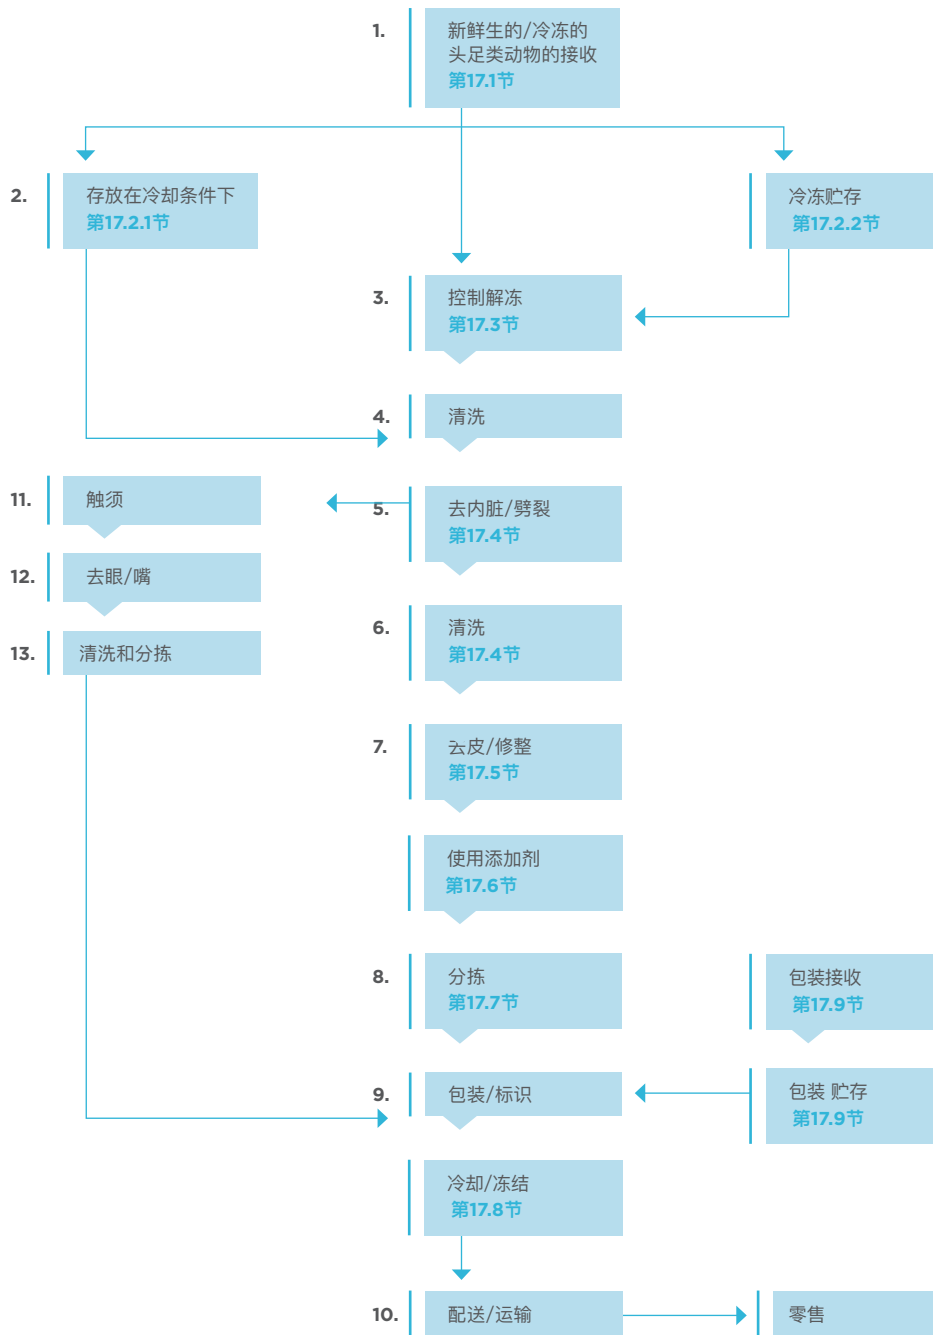 1.
新鲜生的/冷冻的
头足类动物的接收
第17.1节
2.
存放在冷却条件下
第17.2.1节
冷冻贮存
第17.2.2节
3.
控制解冻
第17.3节
4.
清洗
11.
触须
5.
去内脏/劈裂
第17.4节
12.
去眼/嘴
6.
清洗
第17.4节
13.
清洗和分拣
7.
去皮/修整
第17.5节
使用添加剂
第17.6节
8.
分拣
第17.7节
包装接收
第17.9节
9.
包装/标识
包装 贮存
第17.9节
冷却/冻结
第17.8节
10.
配送/运输
零售